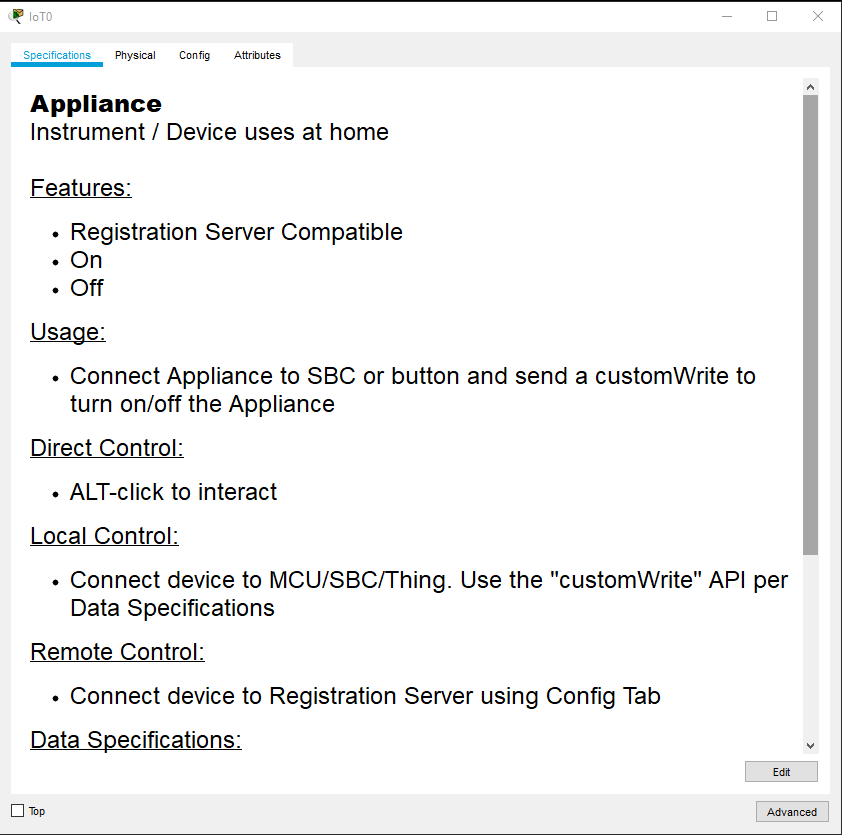 IoT0
Specifications
Physical
Config
Attributes
Appliance
Instrument / Device uses at home
Features:
Registration Server Compatible
On
Off
Usage:
Connect Appliance to SBC or button and send a customWrite to
turn on/off the Appliance
Direct Control:
ALT-click to interact
Local Control:
Connect device to MCU/SBC/Thing. Use the "customWrite" API per
Data Specifications
Remote Control:
Connect device to Registration Server using Config Tab
Data Specifications:
Edit
Top
Advanced